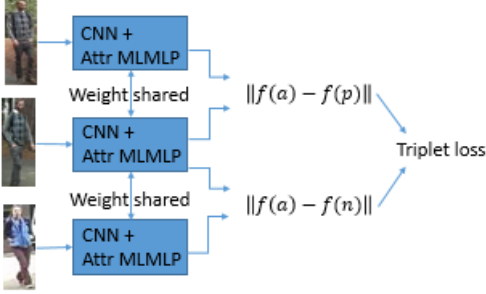 CNN +
Attr MLMLP
Weight shared
‖f(a) − f(p)‖
CNN +
Attr MLMLP
Triplet loss
Weight shared
‖f(a) − f(n)‖
CNN +
Attr MLMLP